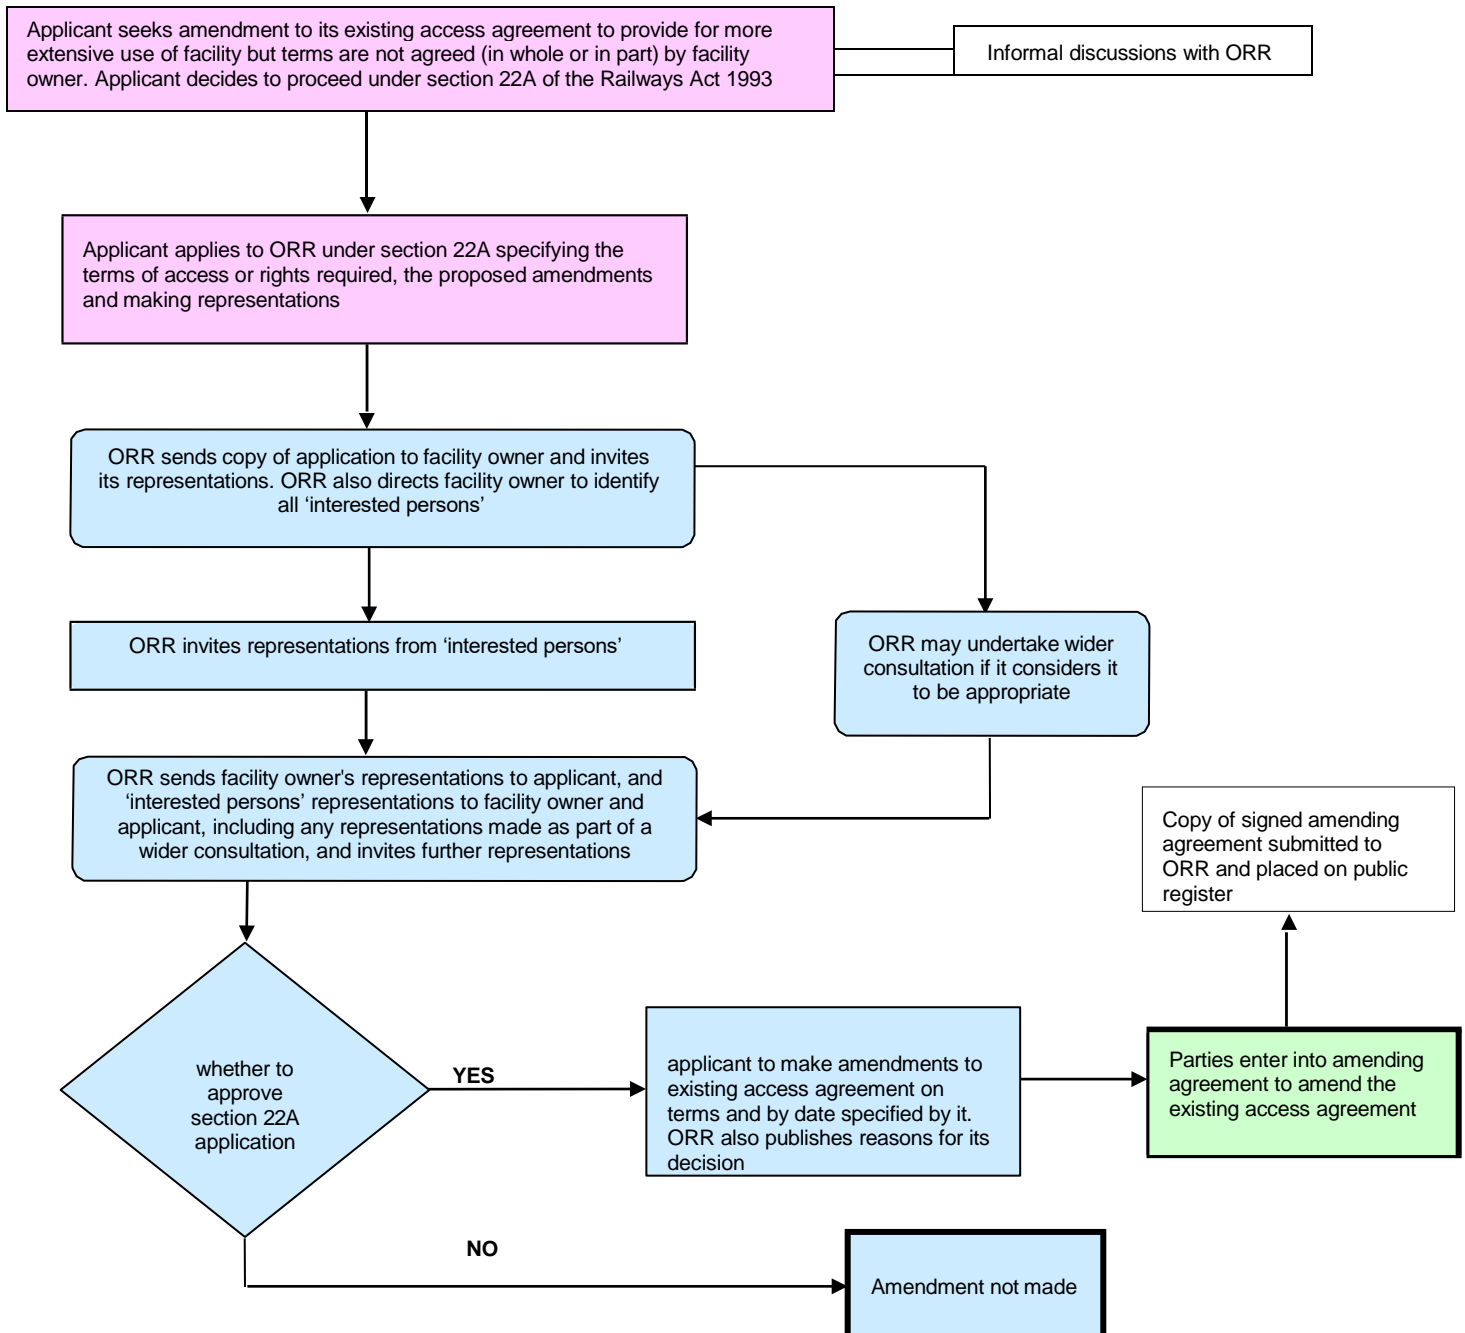 Applicant seeks amendment to its existing access agreement to provide for more
extensive use of facility but terms are not agreed (in whole or in part) by facility
owner. Applicant decides to proceed under section 22A of the Railways Act 1993
Informal discussions with ORR
Applicant applies to ORR under section 22A specifying the
terms of access or rights required, the proposed amendments
and making representations
ORR sends copy of application to facility owner and invites
its representations. ORR also directs facility owner to identify
all ‘interested persons’
ORR invites representations from ‘interested persons’
ORR may undertake wider
consultation if it considers it
to be appropriate
ORR sends facility owner's representations to applicant, and
‘interested persons’ representations to facility owner and
applicant, including any representations made as part of a
wider consultation, and invites further representations
Copy of signed amending
agreement submitted to
ORR and placed on public
register
whether to
approve
section 22A
application
YES
applicant to make amendments to
existing access agreement on
terms and by date specified by it.
ORR also publishes reasons for its
decision
Parties enter into amending
agreement to amend the
existing access agreement
NO
Amendment not made